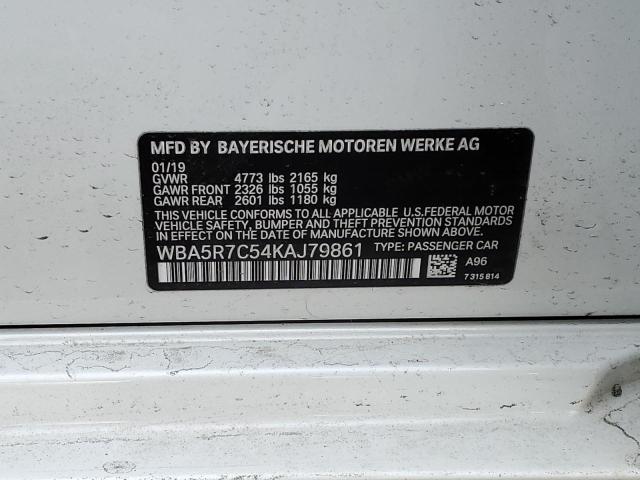 MFD BY BAYERISCHE MOTOREN WERKE AG
01/19
GVWR 4773 lbs 2165 kg
GAWR FRONT 2326 lbs 1055 kg
GAWR REAR 2601 lbs 1180 kg
THIS VEHICLE CONFORMS TO ALL APPLICABLE U.S.FEDERAL MOTOR
VEHICLE SAFETY, BUMPER, AND THEFT PREVENTION STANDARDS IN
EFFECT ON THE DATE OF MANUFACTURE SHOWN ABOVE.
WBA5R7C54KAJ79861 TYPE: PASSENGER CAR
A96
7 315 814